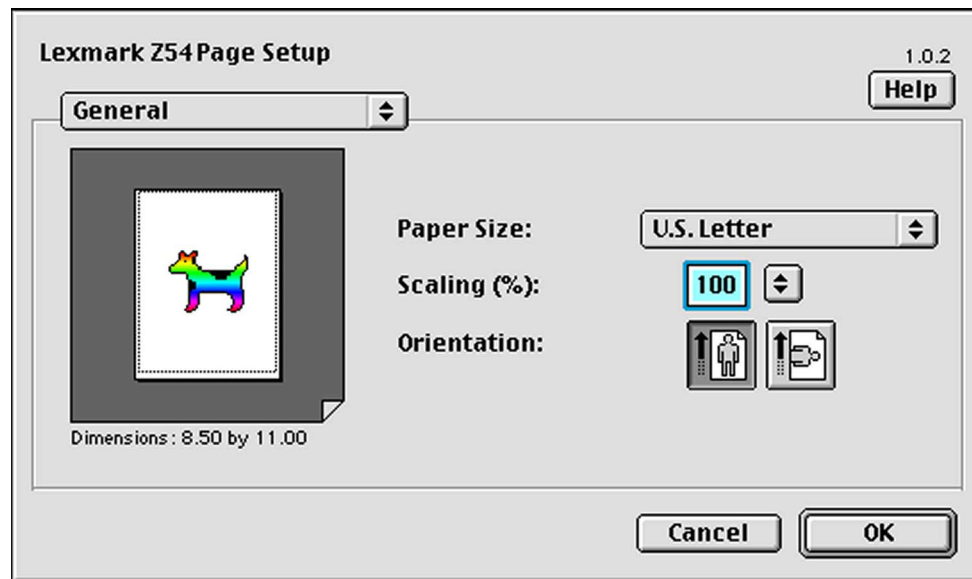 Lexmark Z54 Page Setup
1.0.2
Help
General
Paper Size: U.S. Letter
Scaling (%): 100
Orientation:
Dimensions: 8.50 by 11.00
Cancel OK